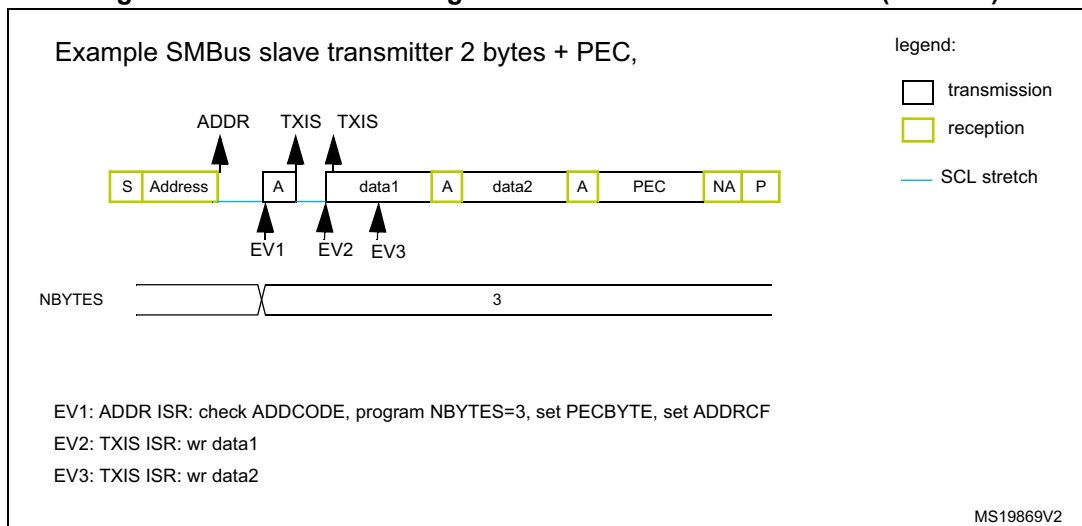 Example SMBus slave transmitter 2 bytes + PEC,
legend:
transmission
reception
SCL stretch
ADDR TXIS TXIS
S Address A data1 A data2 A PEC NA P
EV1 EV2 EV3
NBYTES 3
EV1: ADDR ISR: check ADDCODE, program NBYTES=3, set PECBYTE, set ADDRCF
EV2: TXIS ISR: wr data1
EV3: TXIS ISR: wr data2
MS19869V2